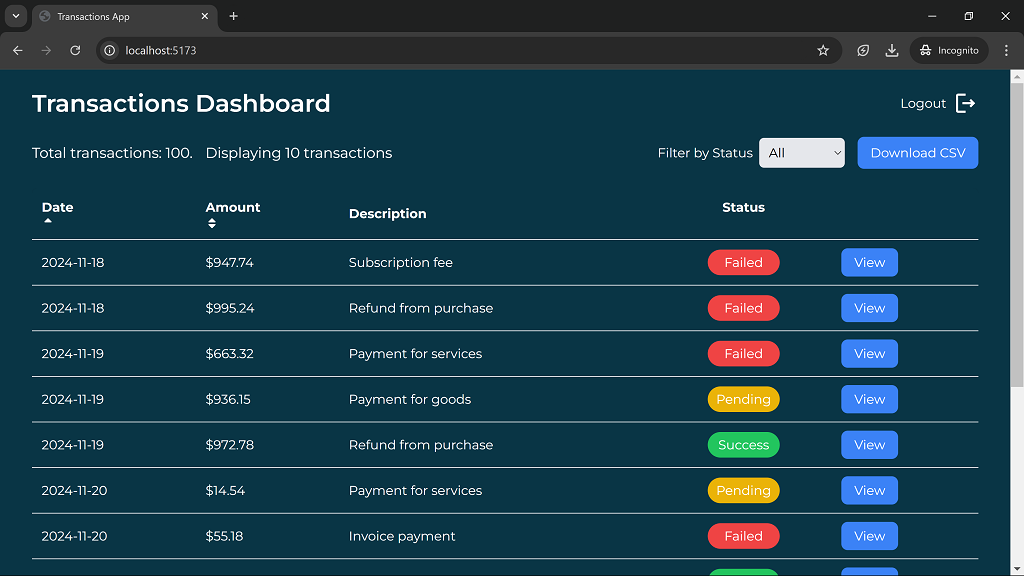 Transactions App
localhost:5173
Incognito
Transactions Dashboard
Logout
Total transactions: 100. Displaying 10 transactions
Filter by Status All Download CSV
Date Amount Description Status
2024-11-18 $947.74 Subscription fee Failed View
2024-11-18 $995.24 Refund from purchase Failed View
2024-11-19 $663.32 Payment for services Failed View
2024-11-19 $936.15 Payment for goods Pending View
2024-11-19 $972.78 Refund from purchase Success View
2024-11-20 $14.54 Payment for services Pending View
2024-11-20 $55.18 Invoice payment Failed View